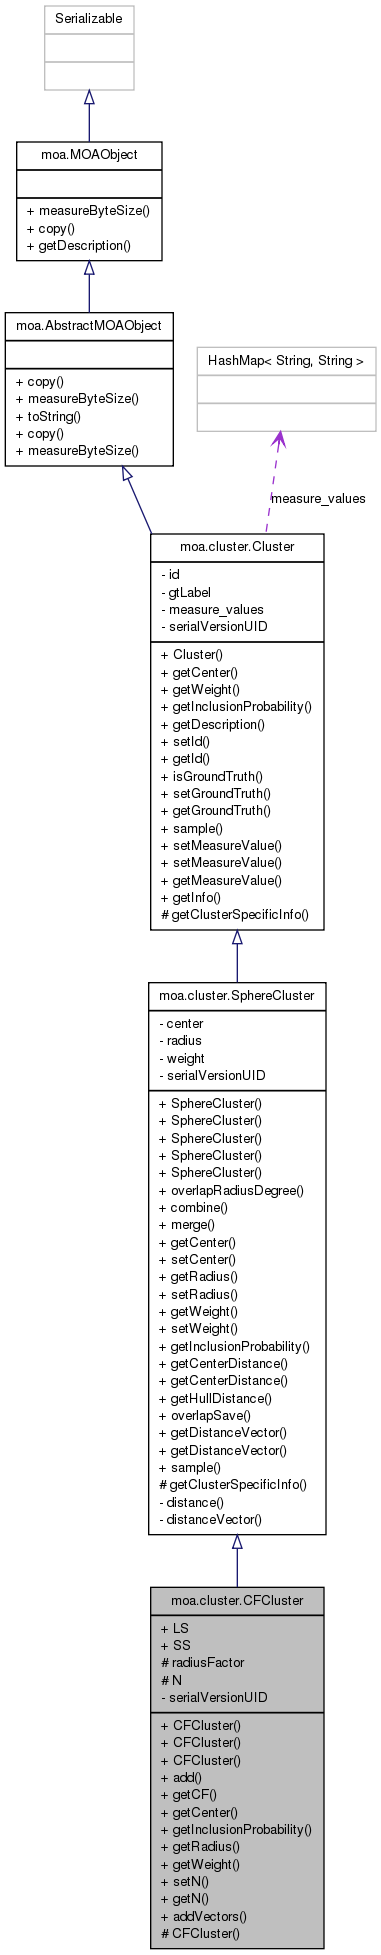 Serializable
moa.MOAObject
+ measureByteSize()
+ copy()
+ getDescription()
moa.AbstractMOAObject
+ copy()
+ measureByteSize()
+ toString()
+ copy()
+ measureByteSize()
HashMap< String, String >
measure_values
moa.cluster.Cluster
- id
- gtLabel
- measure_values
- serialVersionUID
+ Cluster()
+ getCenter()
+ getWeight()
+ getInclusionProbability()
+ getDescription()
+ setId()
+ getId()
+ isGroundTruth()
+ setGroundTruth()
+ getGroundTruth()
+ sample()
+ setMeasureValue()
+ setMeasureValue()
+ getMeasureValue()
+ getInfo()
# getClusterSpecificInfo()
moa.cluster.SphereCluster
- center
- radius
- weight
- serialVersionUID
+ SphereCluster()
+ SphereCluster()
+ SphereCluster()
+ SphereCluster()
+ SphereCluster()
+ overlapRadiusDegree()
+ combine()
+ merge()
+ getCenter()
+ setCenter()
+ getRadius()
+ setRadius()
+ getWeight()
+ setWeight()
+ getInclusionProbability()
+ getCenterDistance()
+ getCenterDistance()
+ getHullDistance()
+ overlapSave()
+ getDistanceVector()
+ getDistanceVector()
+ sample()
# getClusterSpecificInfo()
- distance()
- distanceVector()
moa.cluster.CFCluster
+ LS
+ SS
# radiusFactor
# N
- serialVersionUID
+ CFCluster()
+ CFCluster()
+ CFCluster()
+ add()
+ getCF()
+ getCenter()
+ getInclusionProbability()
+ getRadius()
+ getWeight()
+ setN()
+ getN()
+ addVectors()
# CFCluster()